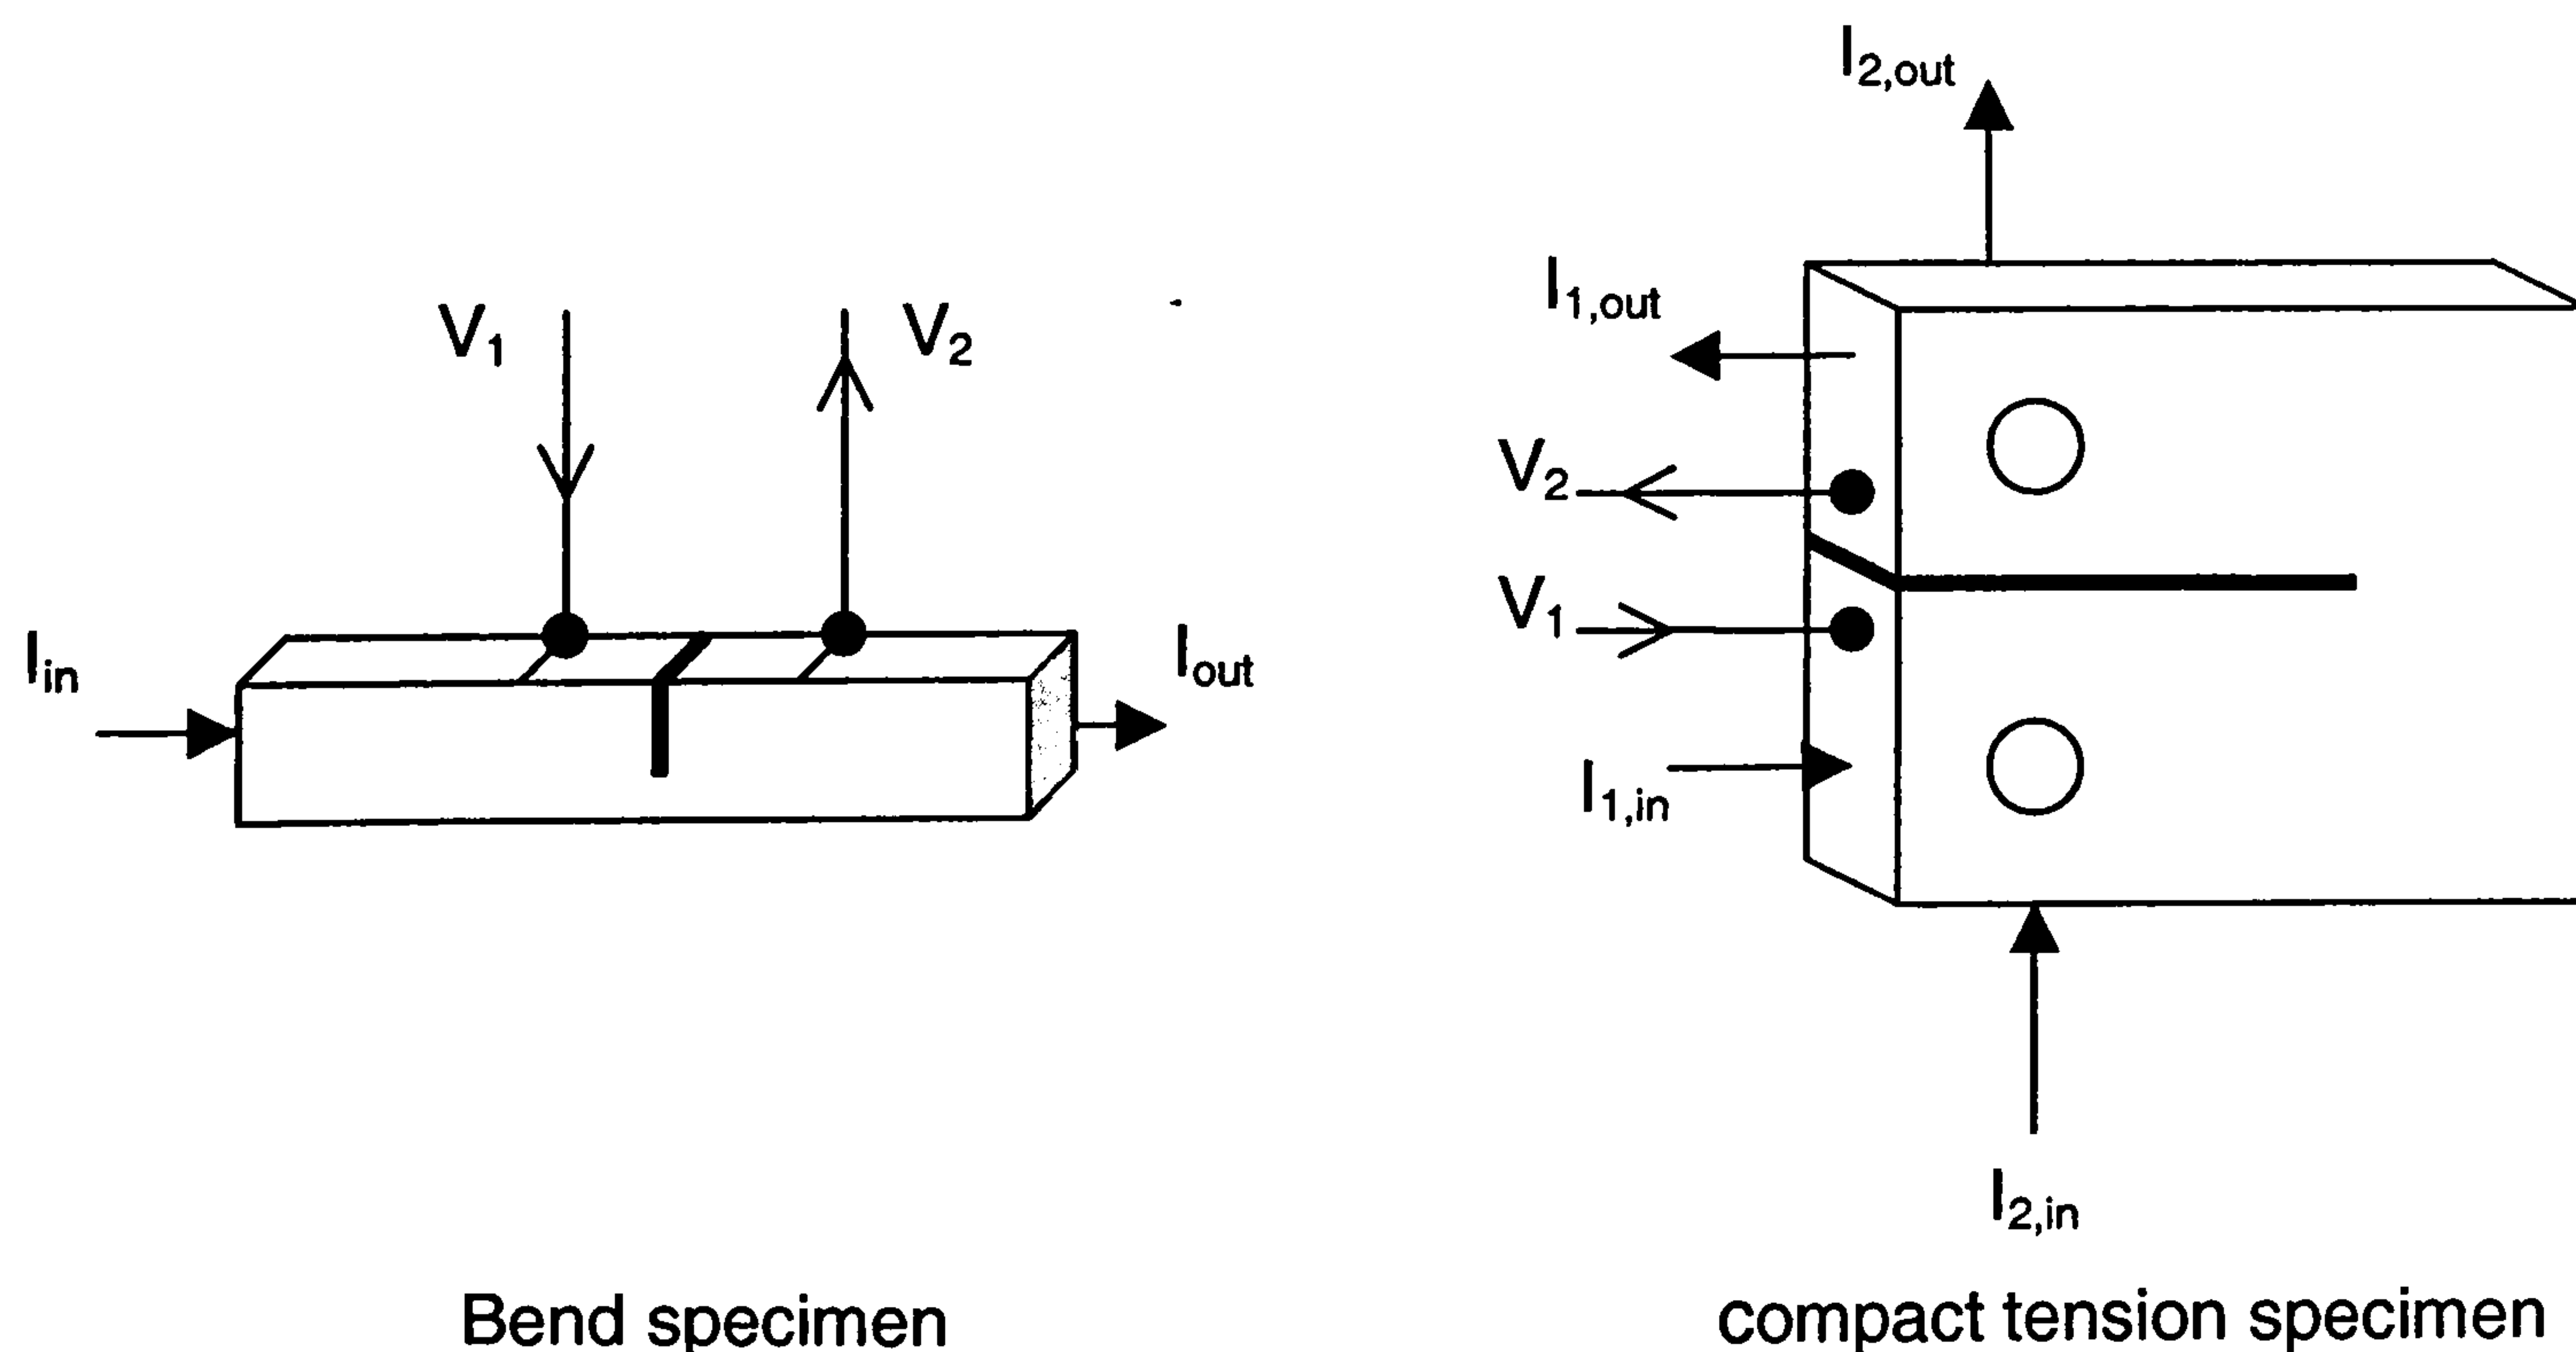 V1
V2
Iin
Iout
Bend specimen
I2,out
I1,out
V2
V1
I1,in
I2,in
compact tension specimen